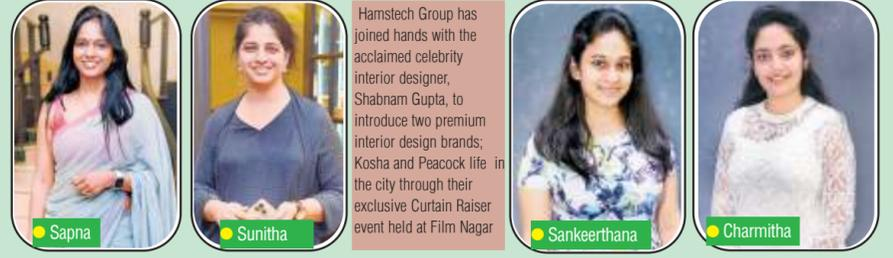 Hamstech Group has
joined hands with the
acclaimed celebrity
interior designer,
Shabnam Gupta, to
introduce two premium
interior design brands;
Kosha and Peacock life in
the city through their
exclusive Curtain Raiser
event held at Film Nagar
Sapna
Sunitha
Sankeerthana
Charmitha